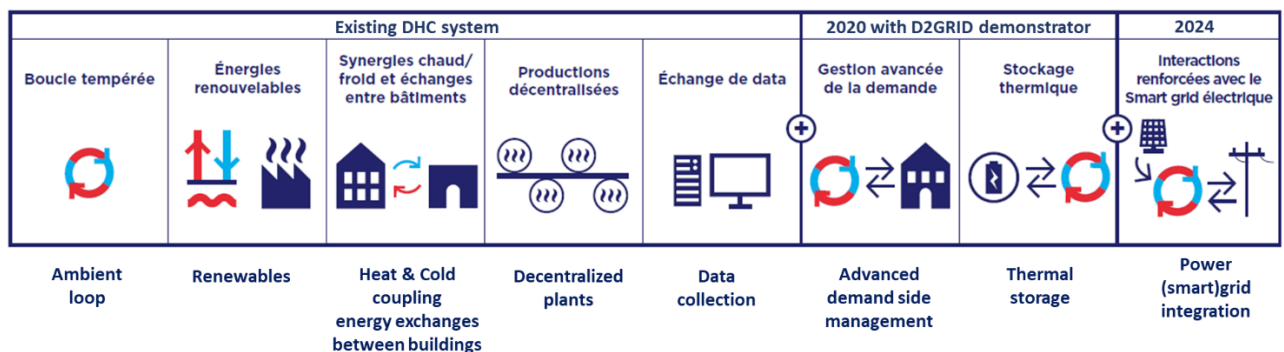 Existing DHC system
2020 with D2GRID demonstrator
2024
Boucle tempérée
Énergies
renouvelables
Synergies chaud/
froid et échanges
entre bâtiments
Productions
décentralisées
Échange de data
Gestion avancée
de la demande
Stockage
thermique
Interactions
renforcées avec le
Smart grid électrique
Ambient
loop
Renewables
Heat & Cold
coupling
energy exchanges
between buildings
Decentralized
plants
Data
collection
Advanced
demand side
management
Thermal
storage
Power
(smart)grid
integration